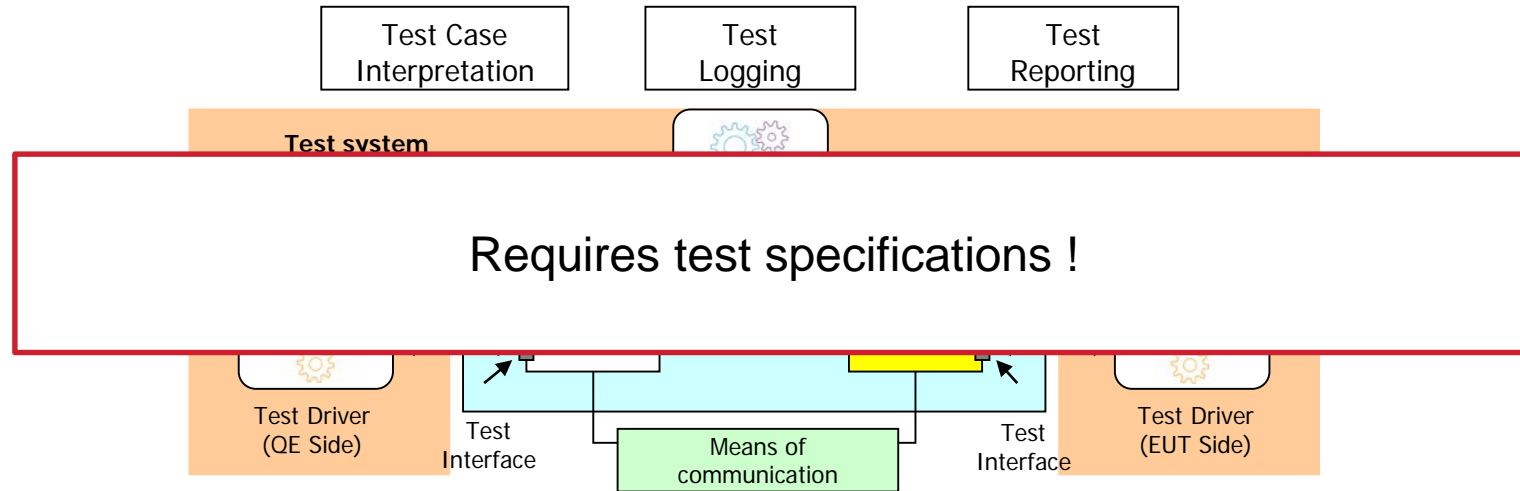 Test Case
Interpretation
Test
Logging
Test
Reporting
Test system
Requires test specifications !
Test Driver
(QE Side)
Test
Interface
Means of
communication
Test
Interface
Test Driver
(EUT Side)